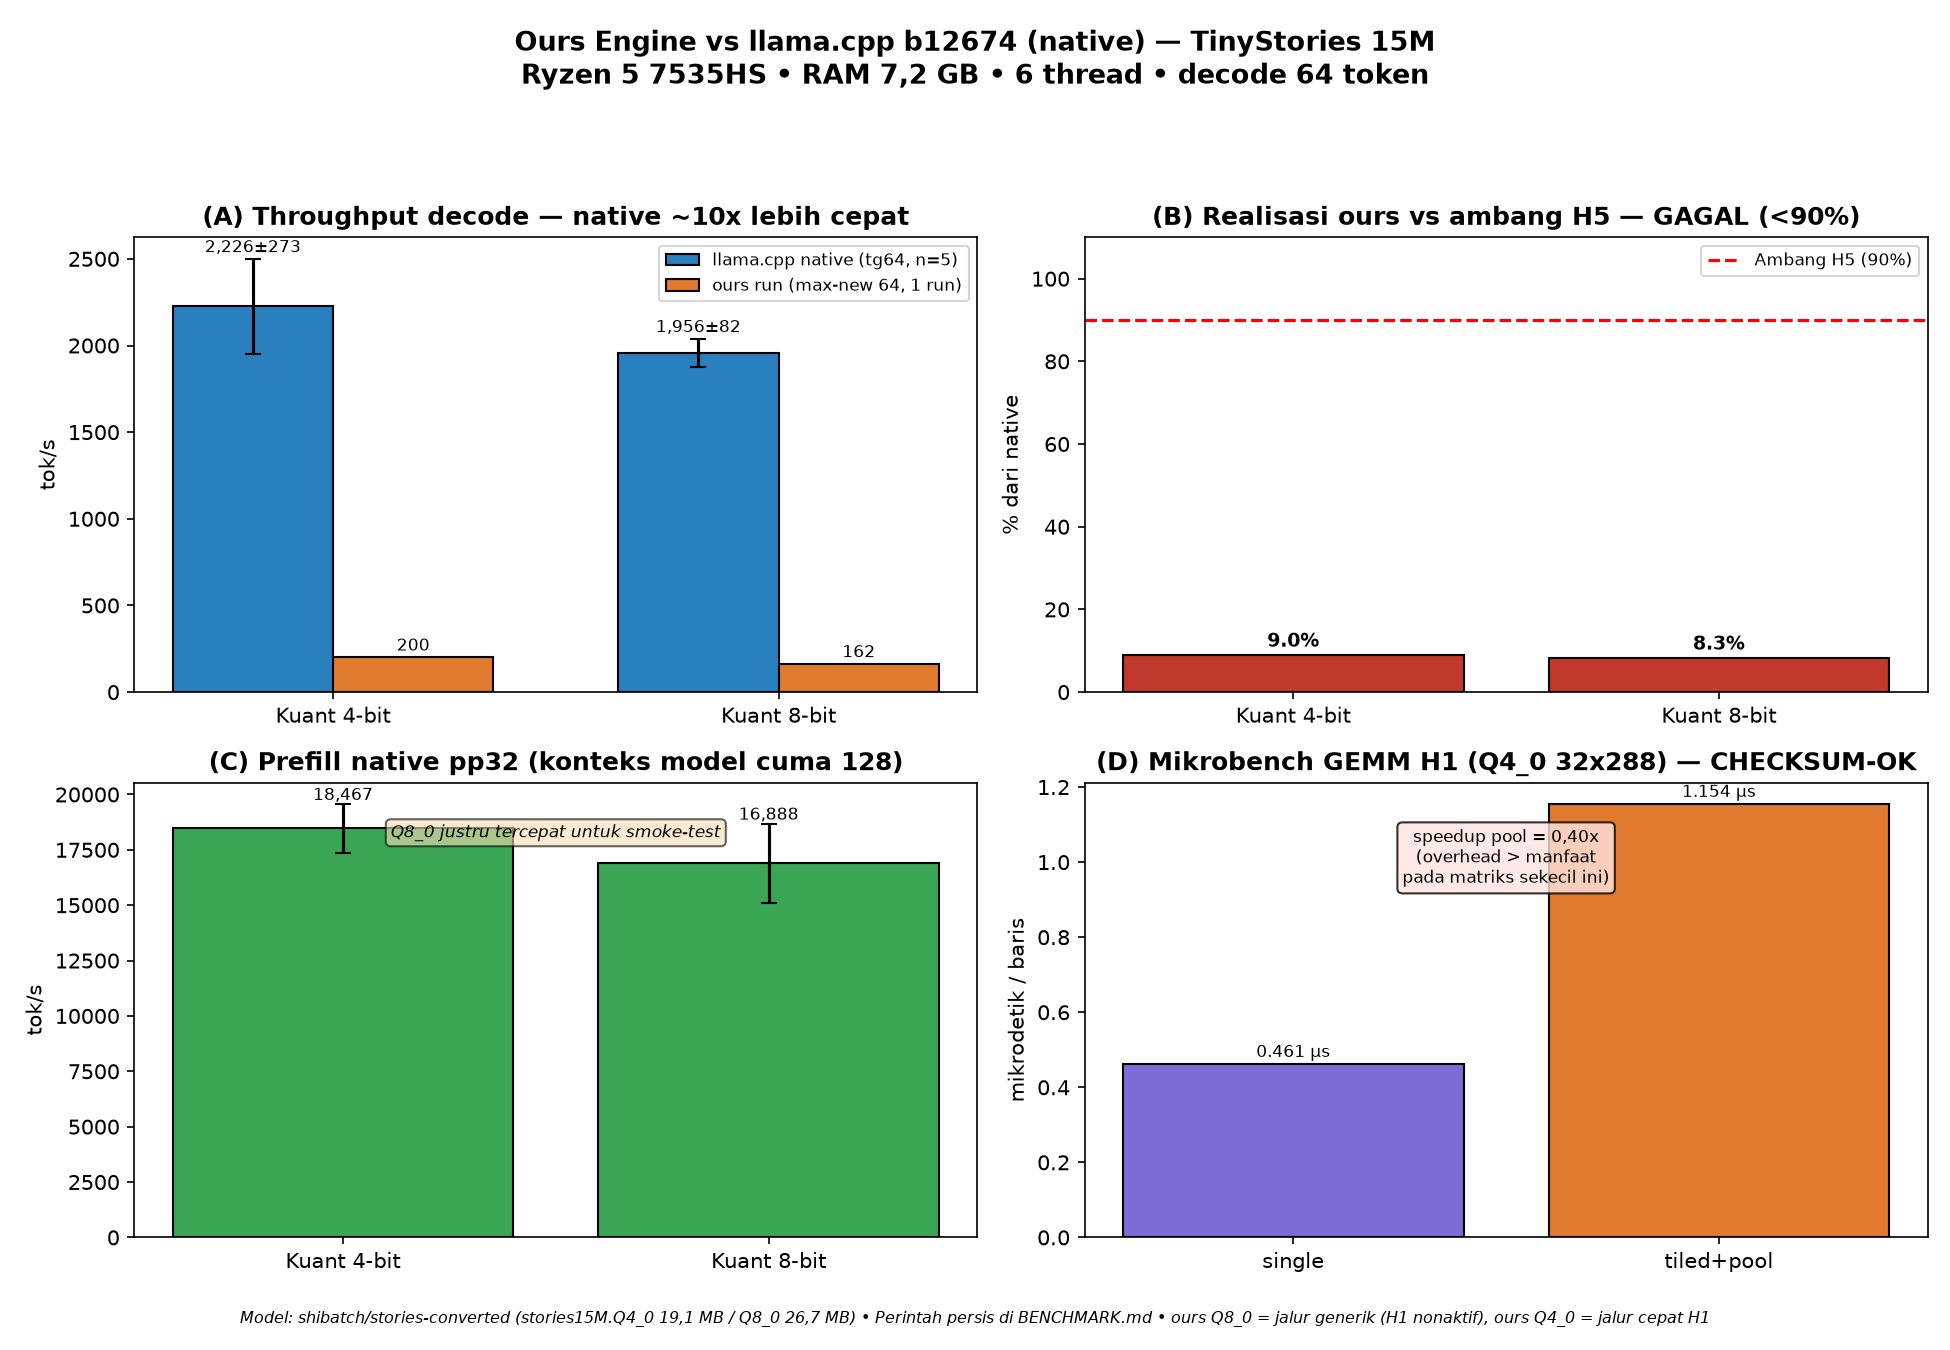 Ours Engine vs llama.cpp b12674 (native) — TinyStories 15M
Ryzen 5 7535HS • RAM 7,2 GB • 6 thread • decode 64 token
(A) Throughput decode — native ~10x lebih cepat
2,226±273
1,956±82
200
162
llama.cpp native (tg64, n=5)
ours run (max-new 64, 1 run)
tok/s
2500
2000
1500
1000
500
0
Kuant 4-bit
Kuant 8-bit
(B) Realisasi ours vs ambang H5 — GAGAL (<90%)
Ambang H5 (90%)
% dari native
100
80
60
40
20
0
9.0%
8.3%
Kuant 4-bit
Kuant 8-bit
(C) Prefill native pp32 (konteks model cuma 128)
18,467
16,888
Q8_0 justru tercepat untuk smoke-test
tok/s
20000
17500
15000
12500
10000
7500
5000
2500
0
Kuant 4-bit
Kuant 8-bit
(D) Mikrobench GEMM H1 (Q4_0 32x288) — CHECKSUM-OK
1.154 µs
speedup pool = 0,40x
(overhead > manfaat
pada matriks sekecil ini)
0.461 µs
mikrodetik / baris
1.2
1.0
0.8
0.6
0.4
0.2
0.0
single
tiled+pool
Model: shibatch/stories-converted (stories15M.Q4_0 19,1 MB / Q8_0 26,7 MB) • Perintah persis di BENCHMARK.md • ours Q8_0 = jalur generik (H1 nonaktif), ours Q4_0 = jalur cepat H1